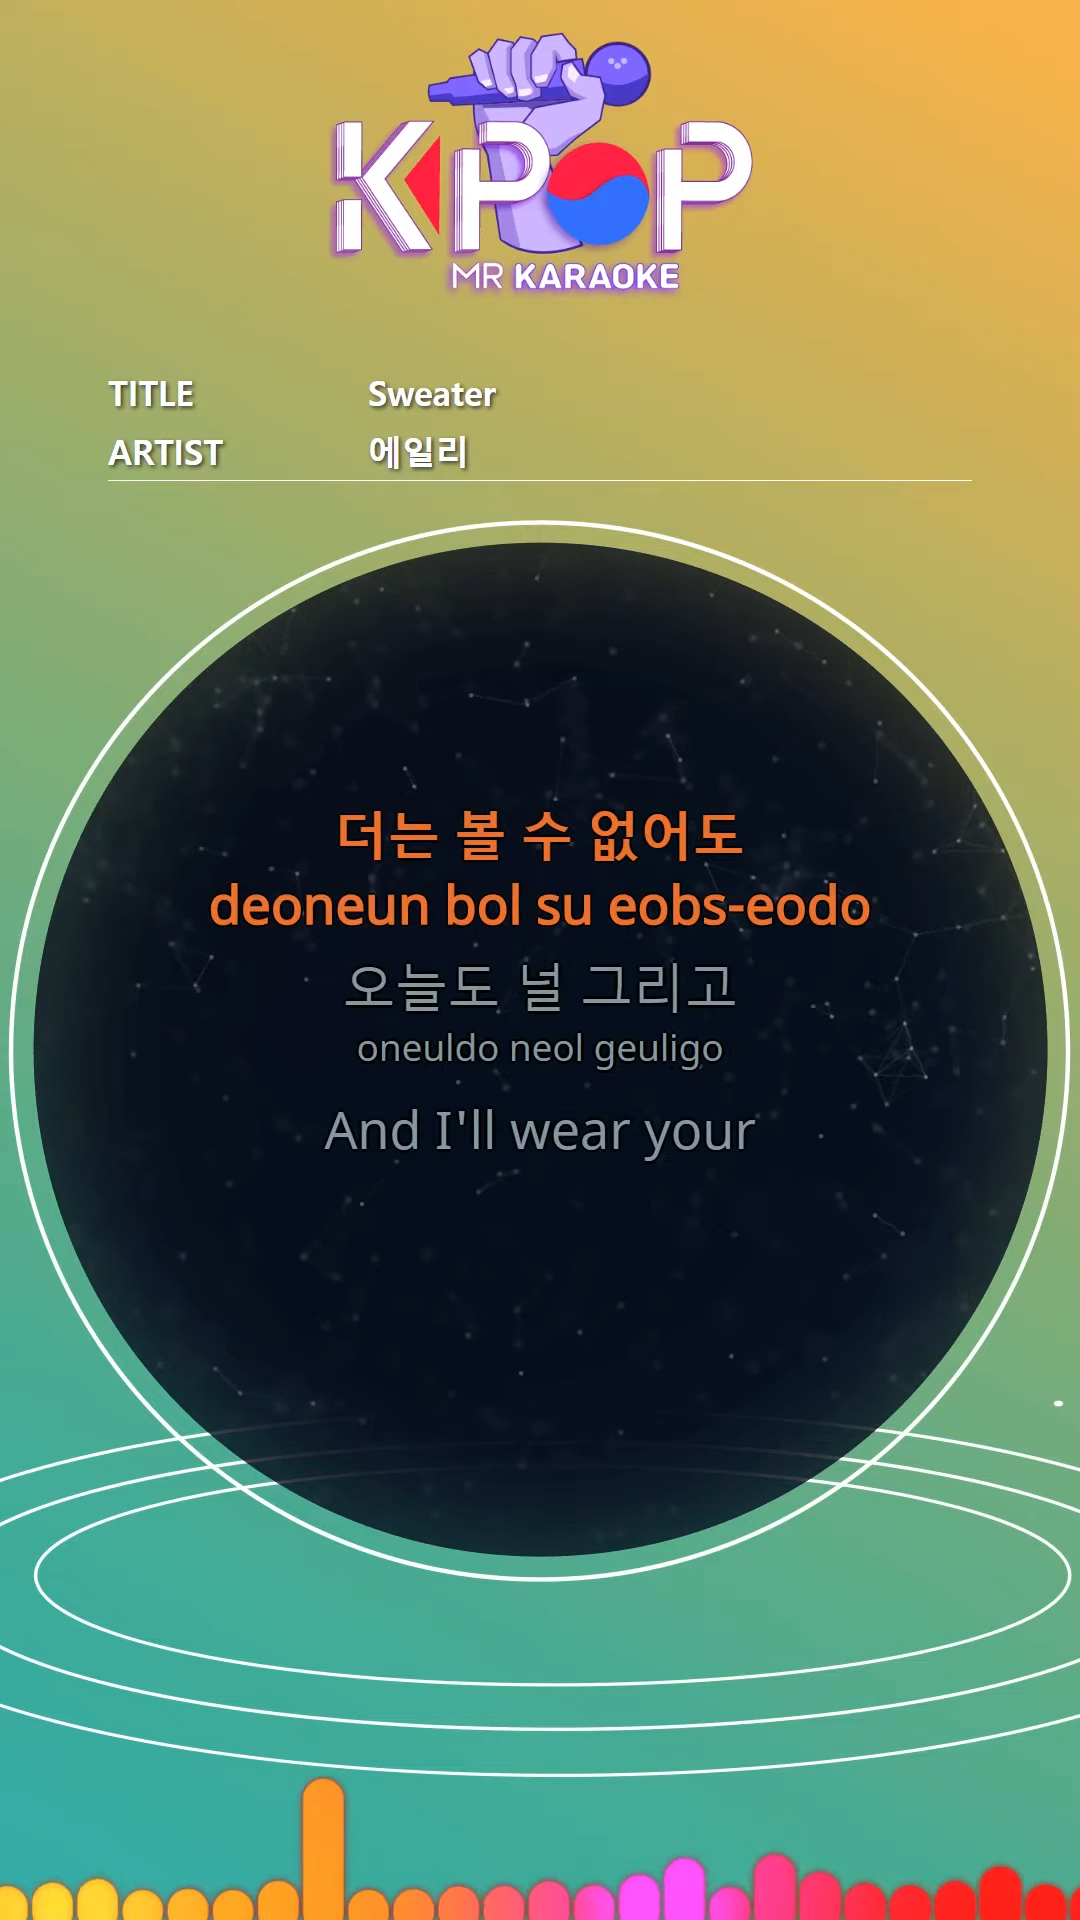 KPOP
MR KARAOKE
TITLE Sweater
ARTIST 에일리
더는 볼 수 없어도
deoneun bol su eobs-eodo
오늘도 널 그리고
oneuldo neol geuligo
And I'll wear your